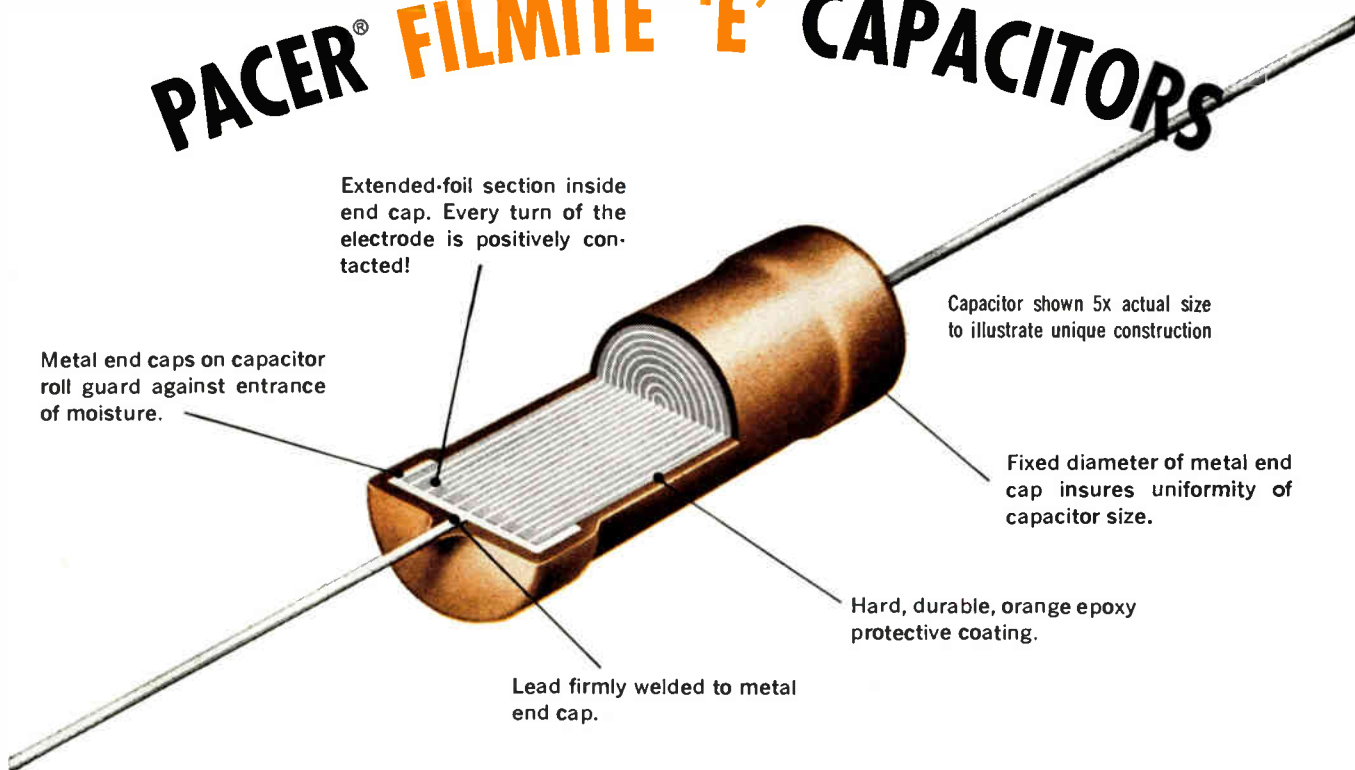 PACER® FILMITE ‘E’ CAPACITORS
Extended-foil section inside
end cap. Every turn of the
electrode is positively con-
tacted!
Capacitor shown 5x actual size
to illustrate unique construction
Metal end caps on capacitor
roll guard against entrance
of moisture.
Fixed diameter of metal end
cap insures uniformity of
capacitor size.
Hard, durable, orange epoxy
protective coating.
Lead firmly welded to metal
end cap.